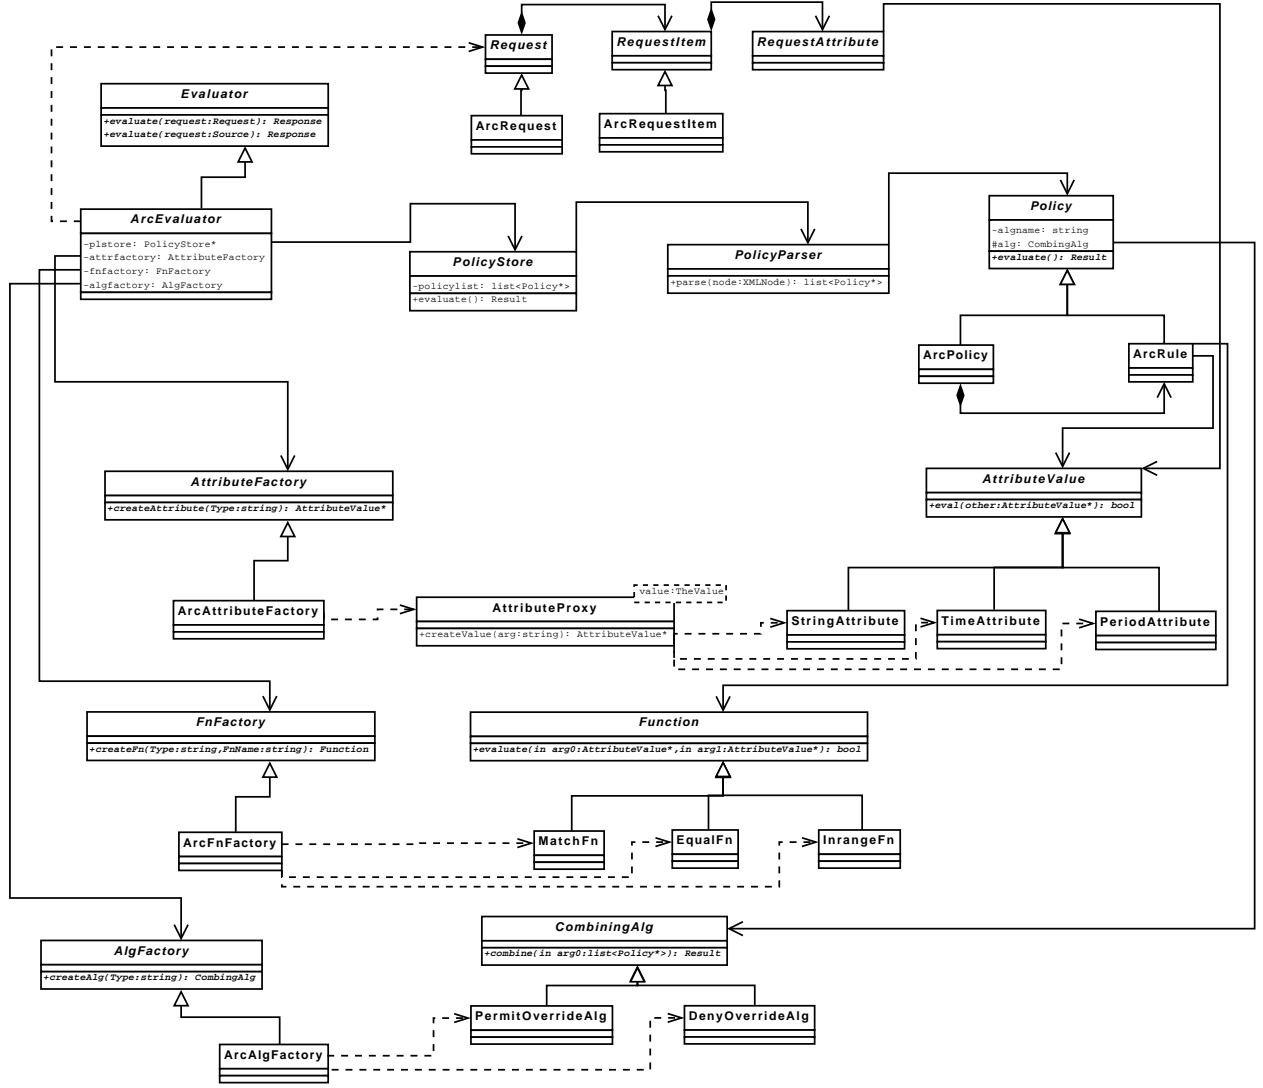 Request
RequestItem
RequestAttribute
Evaluator
+evaluate(request:Request): Response
+evaluate(request:Source): Response
ArcRequest
ArcRequestItem
ArcEvaluator
-plstore: PolicyStore*
-attrfactory: AttributeFactory
-fnfactory: FnFactory
-algfactory: AlgFactory
PolicyStore
-policylist: list<Policy*>
+evaluate(): Result
PolicyParser
+parse(node:XMLNode): list<Policy*>
Policy
-algname: string
#alg: CombingAlg
+evaluate(): Result
ArcPolicy
ArcRule
AttributeFactory
+createAttribute(Type:string): AttributeValue*
AttributeValue
+eval(other:AttributeValue*): bool
ArcAttributeFactory
value:TheValue
AttributeProxy
+createValue(arg:string): AttributeValue*
StringAttribute
TimeAttribute
PeriodAttribute
FnFactory
+createFn(Type:string,FnName:string): Function
Function
+evaluate(in arg0:AttributeValue*,in arg1:AttributeValue*): bool
ArcFnFactory
MatchFn
EqualFn
InrangeFn
CombiningAlg
+combine(in arg0:list<Policy*>): Result
AlgFactory
+createAlg(Type:string): CombingAlg
PermitOverrideAlg
DenyOverrideAlg
ArcAlgFactory